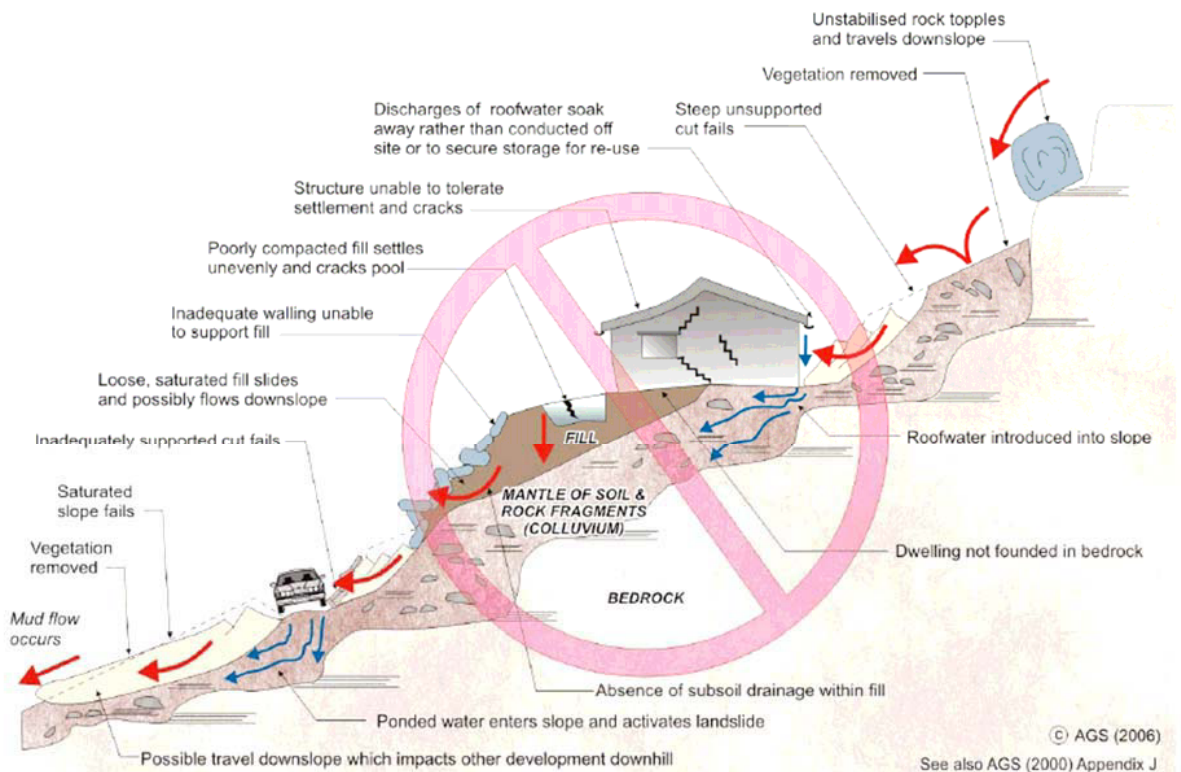 Unstabilised rock topples
and travels downslope
Vegetation removed
Discharges of roofwater soak
away rather than conducted off
site or to secure storage for re-use
Steep unsupported
cut fails
Structure unable to tolerate
settlement and cracks
Poorly compacted fill settles
unevenly and cracks pool
Inadequate walling unable
to support fill
Loose, saturated fill slides
and possibly flows downslope
Inadequately supported cut fails
Saturated
slope fails
Vegetation
removed
Mud flow
occurs
FILL
MANTLE OF SOIL &
ROCK FRAGMENTS
(COLLUVIUM)
BEDROCK
Roofwater introduced into slope
Dwelling not founded in bedrock
Absence of subsoil drainage within fill
Ponded water enters slope and activates landslide
Possible travel downslope which impacts other development downhill
© AGS (2006)
See also AGS (2000) Appendix J